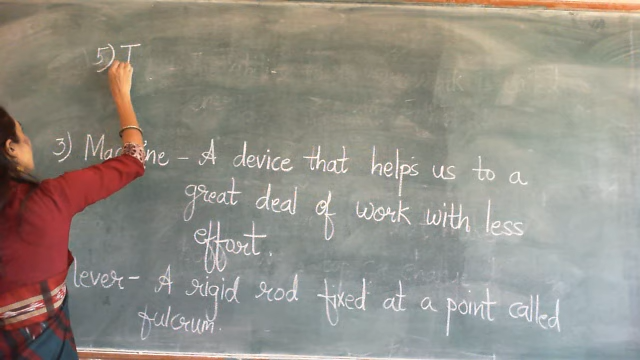 5) T
3) Machine - A device that helps us to a
great deal of work with less
effort.
lever - A rigid rod fixed at a point called
fulcrum.